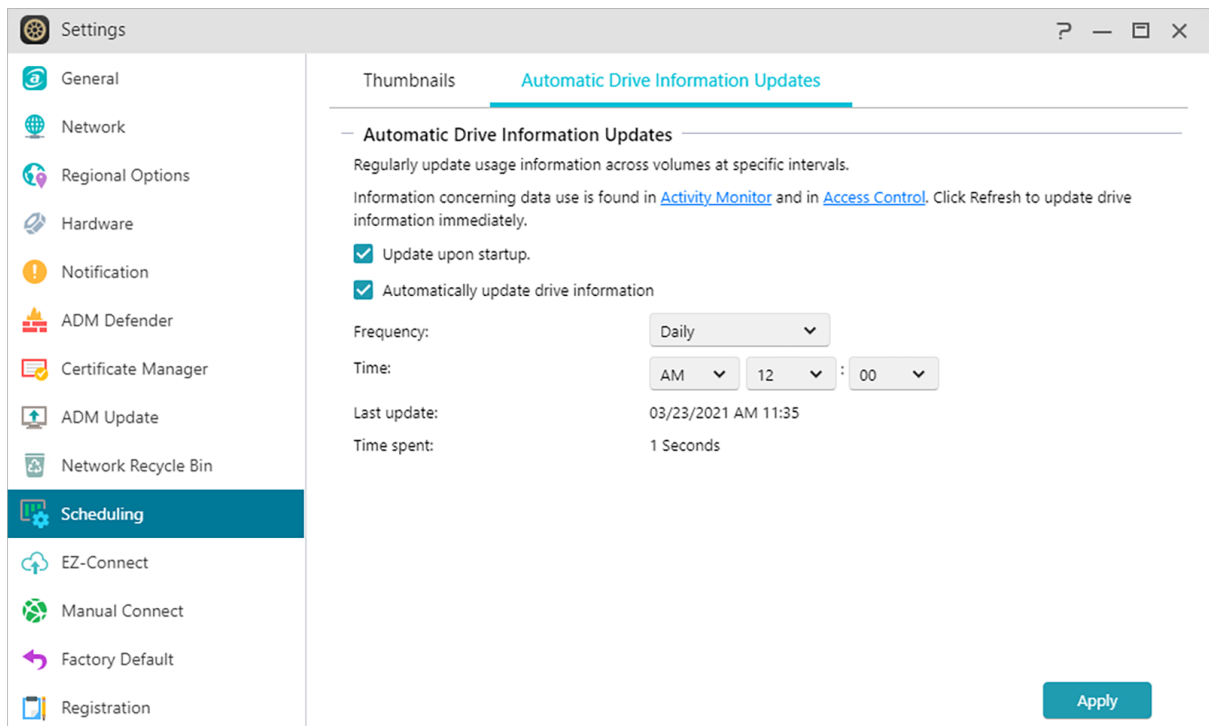 Settings
General
Network
Regional Options
Hardware
Notification
ADM Defender
Certificate Manager
ADM Update
Network Recycle Bin
Scheduling
EZ-Connect
Manual Connect
Factory Default
Registration
Thumbnails
Automatic Drive Information Updates
Automatic Drive Information Updates
Regularly update usage information across volumes at specific intervals.
Information concerning data use is found in Activity Monitor and in Access Control. Click Refresh to update drive
information immediately.
Update upon startup.
Automatically update drive information
Frequency: Daily
Time: AM 12 : 00
Last update: 03/23/2021 AM 11:35
Time spent: 1 Seconds
Apply